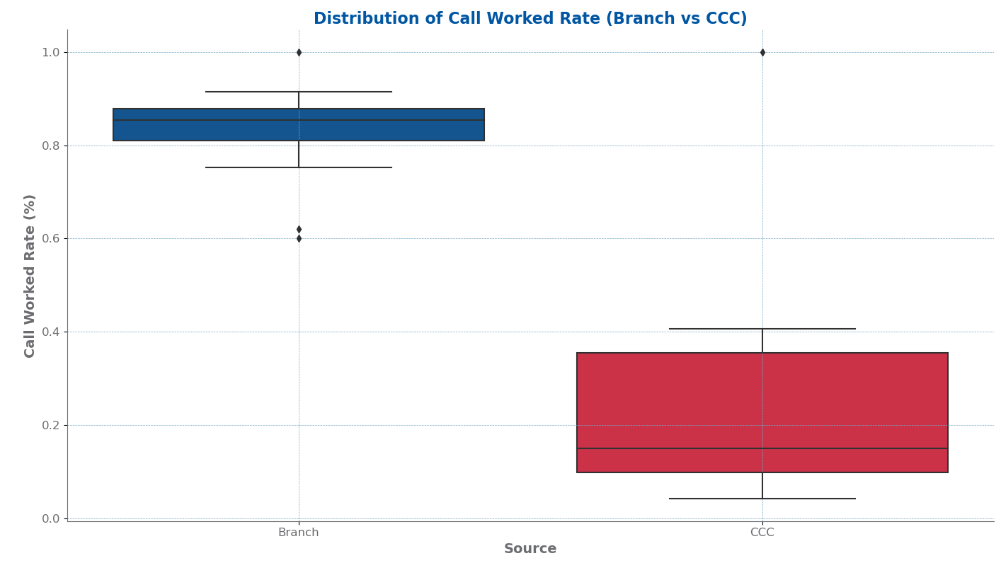 Distribution of Call Worked Rate (Branch vs CCC)
Call Worked Rate (%)
1.0
0.8
0.6
0.4
0.2
0.0
Branch
CCC
Source